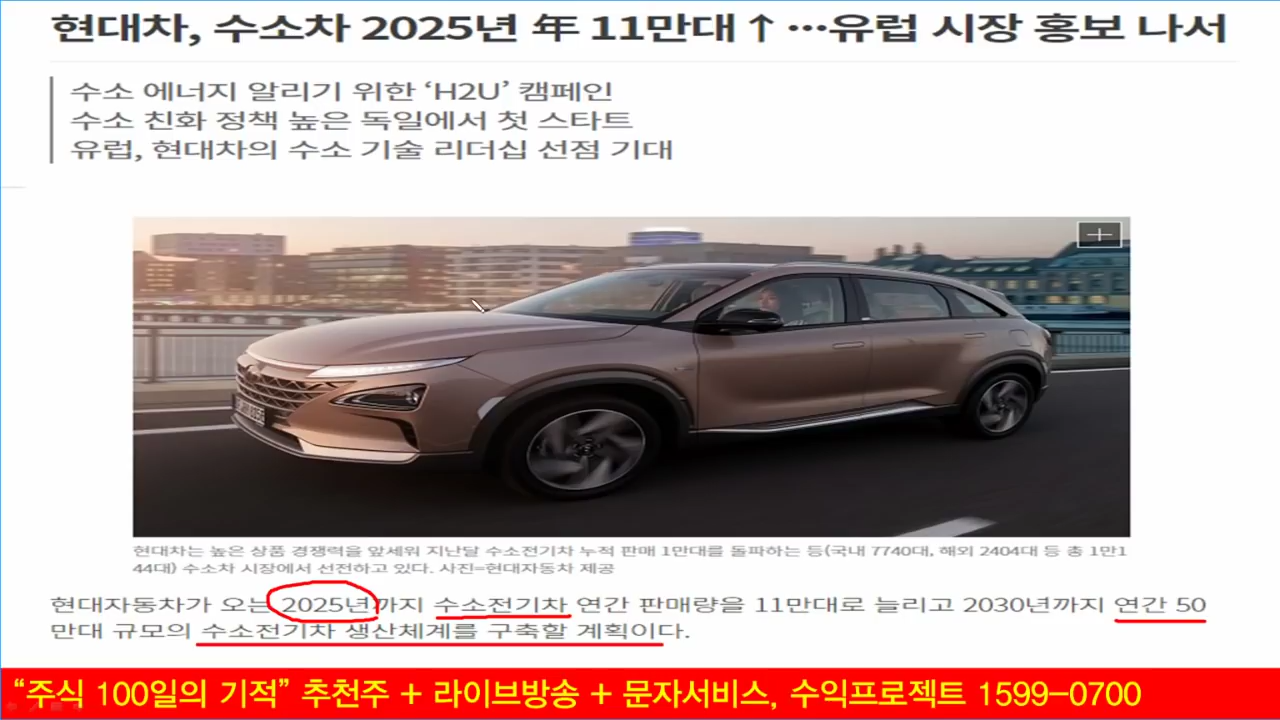 현대차, 수소차 2025년 年 11만대↑…유럽 시장 홍보 나서
수소 에너지 알리기 위한 ‘H2U’ 캠페인
수소 친화 정책 높은 독일에서 첫 스타트
유럽, 현대차의 수소 기술 리더십 선점 기대
현대차는 높은 상품 경쟁력을 앞세워 지난달 수소전기차 누적 판매 1만대를 돌파하는 등(국내 7740대, 해외 2404대 등 총 1만1
44대) 수소차 시장에서 선전하고 있다. 사진=현대자동차 제공
현대자동차가 오는 2025년까지 수소전기차 연간 판매량을 11만대로 늘리고 2030년까지 연간 50
만대 규모의 수소전기차 생산체계를 구축할 계획이다.
“주식 100일의 기적” 추천주 + 라이브방송 + 문자서비스, 수익프로젝트 1599-0700